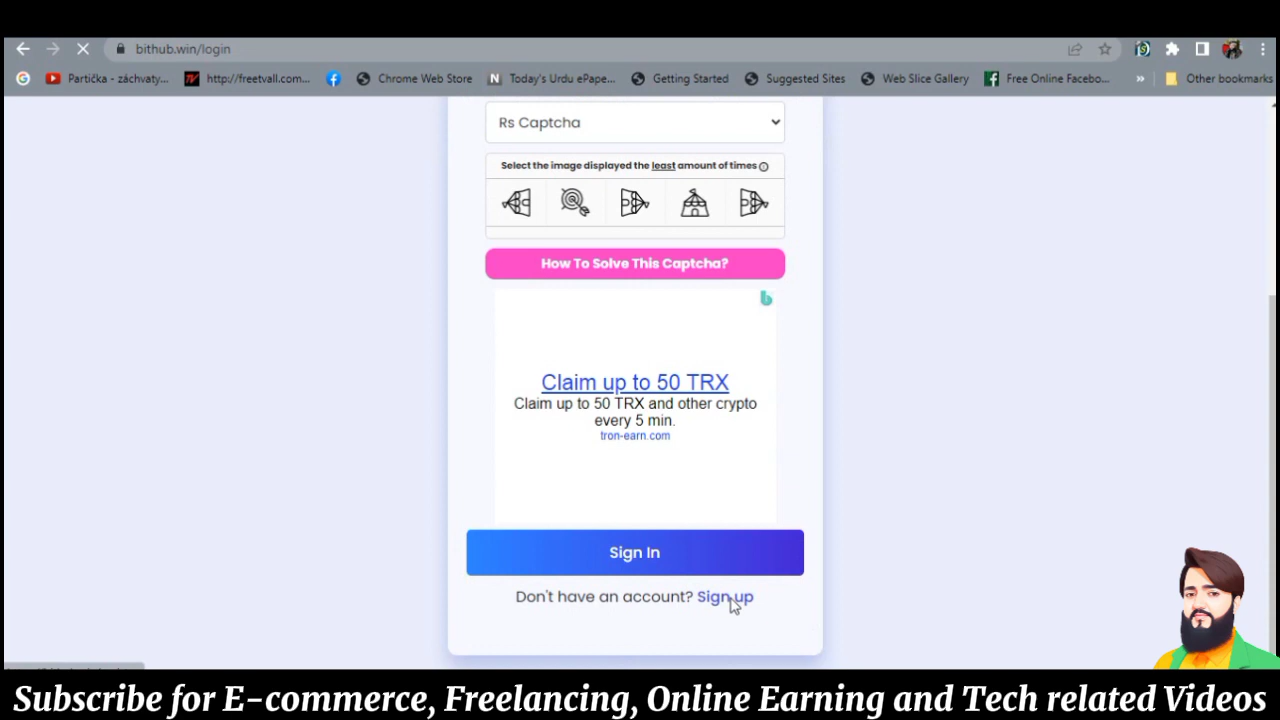 bithub.win/login
Partička - záchvaty...
http://freetvall.com...
Chrome Web Store
Today's Urdu ePape...
Getting Started
Suggested Sites
Web Slice Gallery
Free Online Facebo...
»
Other bookmarks
Rs Captcha
Select the image displayed the least amount of times
How To Solve This Captcha?
Claim up to 50 TRX
Claim up to 50 TRX and other crypto
every 5 min.
tron-earn.com
Sign In
Don't have an account? Sign up
Subscribe for E-commerce, Freelancing, Online Earning and Tech related Videos